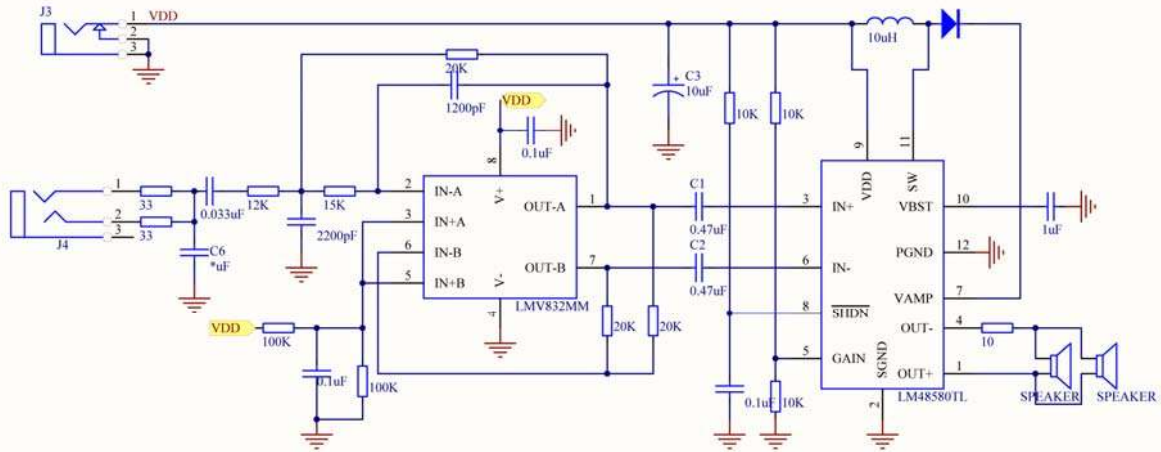 J3
1
VDD
2
3
10uH
20K
1200pF
VDD
0.1uF
8
C3
+
10uF
10K
10K
9
11
VDD
SW
1
33
0.033uF
12K
15K
2
IN-A
V+
OUT-A
1
C1
0.47uF
3
IN+
VBST
10
1uF
2
33
3
J4
C6
*uF
2200pF
3
IN+A
6
IN-B
OUT-B
7
C2
0.47uF
6
IN-
PGND
12
5
IN+B
V-
4
LMV832MM
VAMP
7
VDD
100K
20K
20K
8
SHDN
OUT-
4
10
0.1uF
100K
5
GAIN
SGND
2
OUT+
1
0.1uF
10K
LM48580TL
SPEAKER
SPEAKER